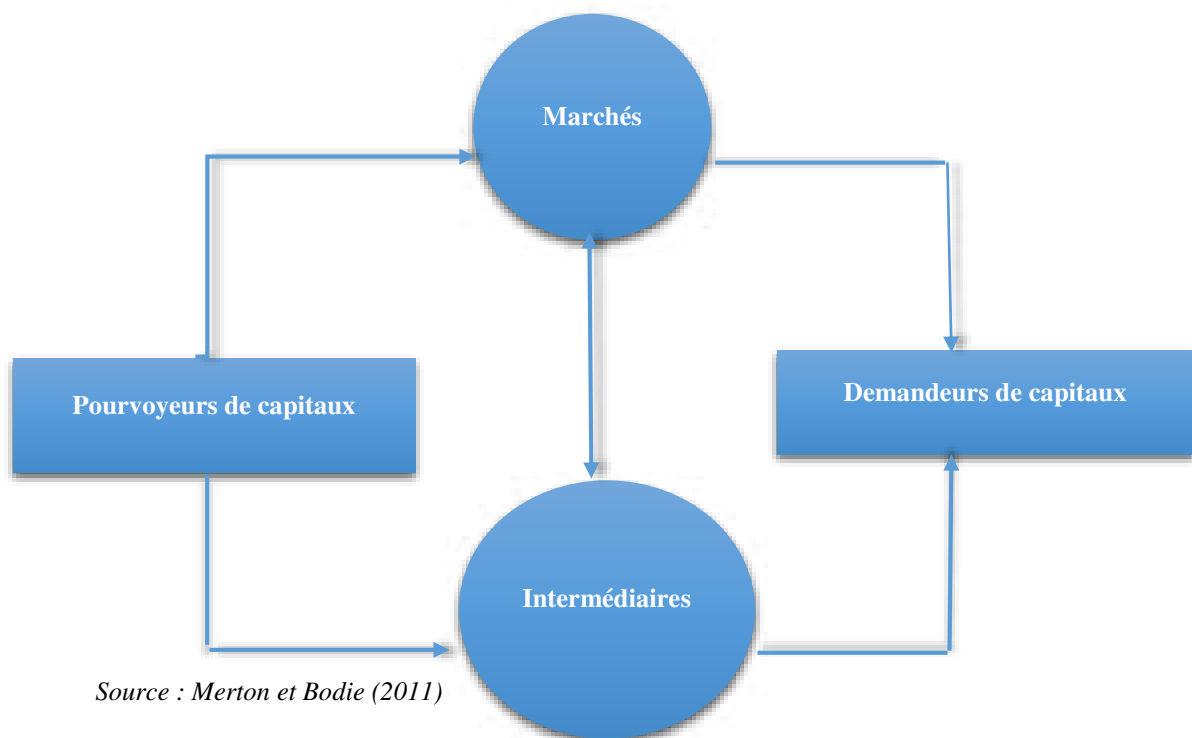 Marchés
Pourvoyeurs de capitaux
Demandeurs de capitaux
Intermédiaires
Source : Merton et Bodie (2011)